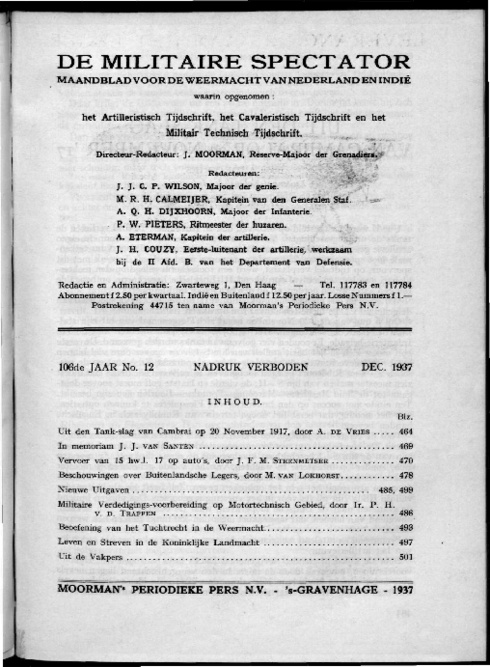 DE MILITAIRE SPECTATOR
MAANDBLAD VOOR DE WEERMACHT VAN NEDERLAND EN INDIË
waarin opgenomen :
het Artilleristisch Tijdschrift, het Cavaleristisch Tijdschrift en het
Militair Technisch Tijdschrift.
Directeur-Redacteur: J. MOORMAN, Reserve-Majoor der Grenadiers.
Redacteuren:
J. J. C. P. WILSON, Majoor der genie.
M. R. H. CALMEIJER, Kapitein van den Generalen Staf.
A. Q. H. DIJXHOORN, Majoor der Infanterie.
P. W. PIETERS, Ritmeester der huzaren.
A. ETERMAN, Kapitein der artillerie.
J. H. COUZY, Eerste-luitenant der artillerie, werkzaam
bij de II Afd. B. van het Departement van Defensie.
Redactie en Administratie: Zwarteweg 1, Den Haag — Tel. 117783 en 117784
Abonnement f 2.50 per kwartaal. Indië en Buitenland f 12.50 per jaar. Losse Nummers f 1.—
Postrekening 44715 ten name van Moorman's Periodieke Pers N.V.
106de JAAR No. 12 NADRUK VERBODEN DEC. 1937
INHOUD.
Blz.
Uit den Tank-slag van Cambrai op 20 November 1917, door A. DE VRIES ..... 464
In memoriam J. J. VAN SANTEN ..... 469
Vervoer van 15 hw.l. 17 op auto's, door J. F. M. STEENMETSER ..... 470
Beschouwingen over Buitenlandsche Legers, door M. VAN LOKHORST ..... 478
Nieuwe Uitgaven ..... 485, 499
Militaire Verdedigings-voorbereiding op Motortechnisch Gebied, door Ir. P. H.
V. D. TRAPPEN ..... 486
Beoefening van het Tuchtrecht in de Weermacht ..... 493
Leven en Streven in de Koninklijke Landmacht ..... 497
Uit de Vakpers ..... 501
MOORMAN's PERIODIEKE PERS N.V. - 's-GRAVENHAGE - 1937